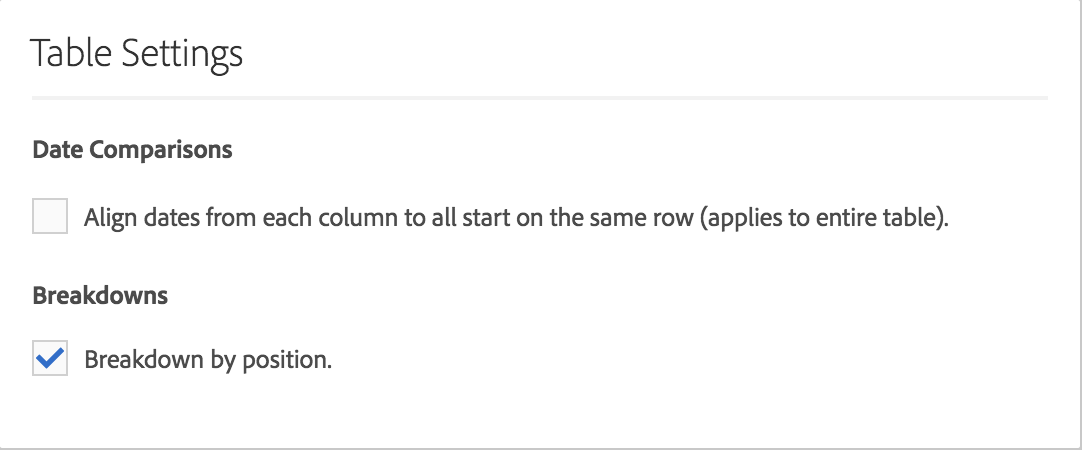 Table Settings
Date Comparisons
Align dates from each column to all start on the same row (applies to entire table).
Breakdowns
Breakdown by position.